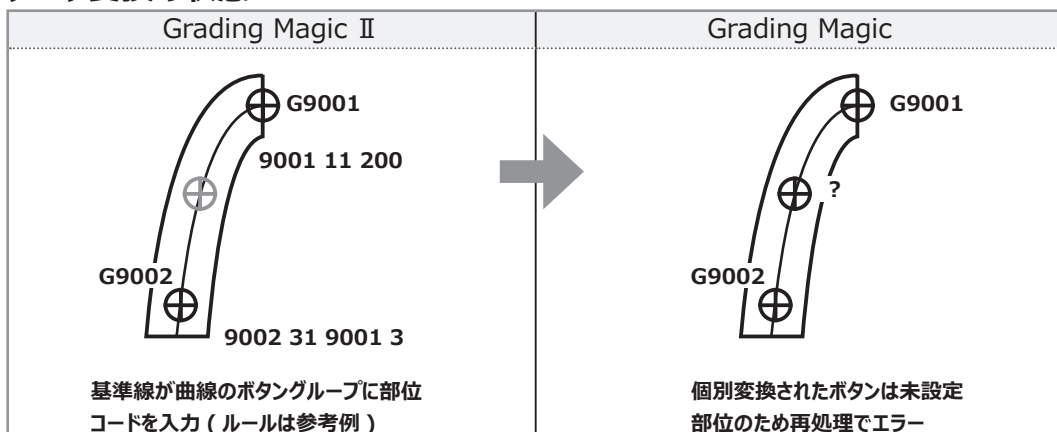 Grading Magic Ⅱ
Grading Magic
G9001
9001 11 200
G9002
9002 31 9001 3
基準線が曲線のボタングループに部位
コードを入力 ( ルールは参考例 )
G9001
?
G9002
個別変換されたボタンは未設定
部位のため再処理でエラー